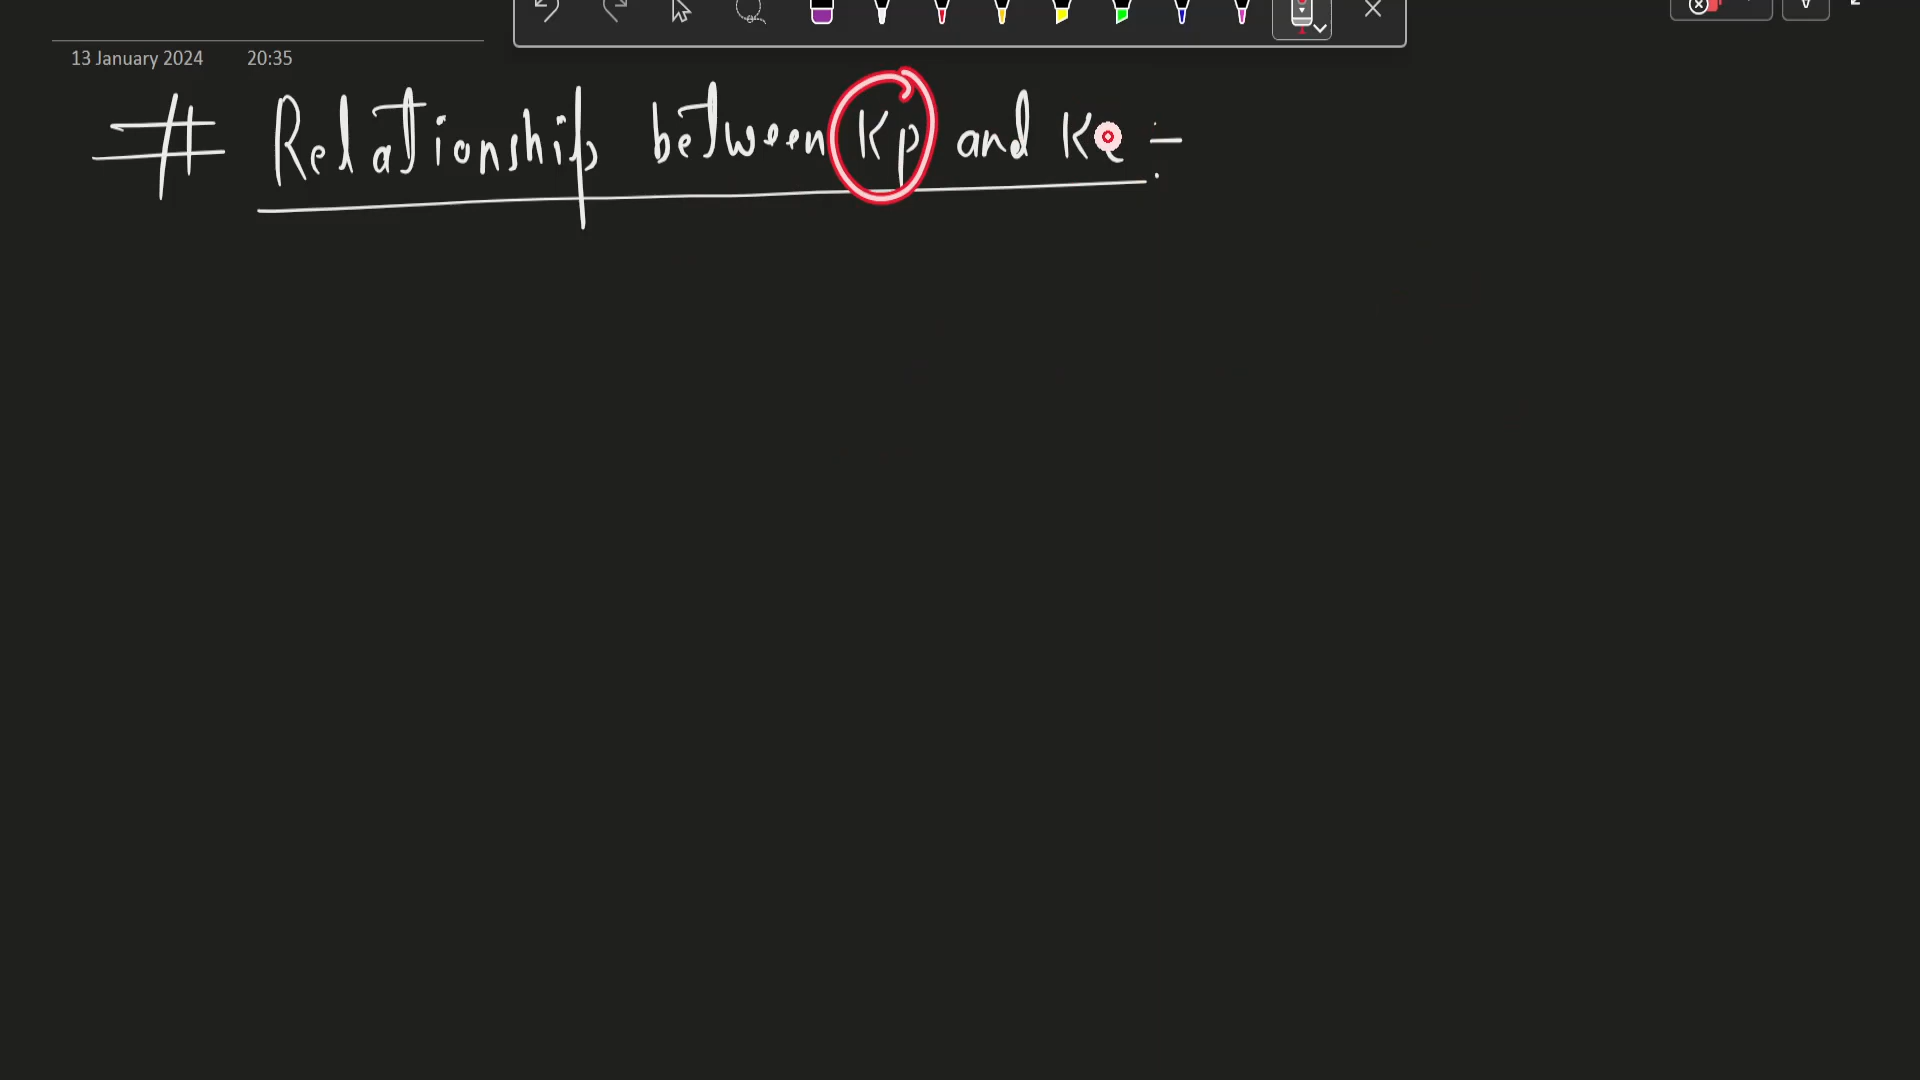 13 January 2024 20:35
# Relationship between Kp and Kc :-